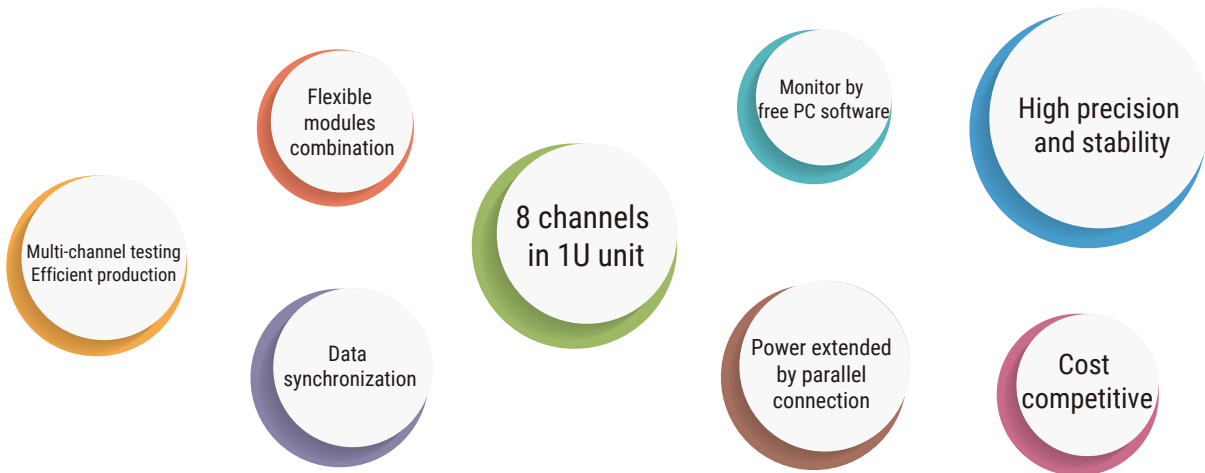 Multi-channel testing
Efficient production
Flexible
modules
combination
Data
synchronization
8 channels
in 1U unit
Monitor by
free PC software
Power extended
by parallel
connection
High precision
and stability
Cost
competitive